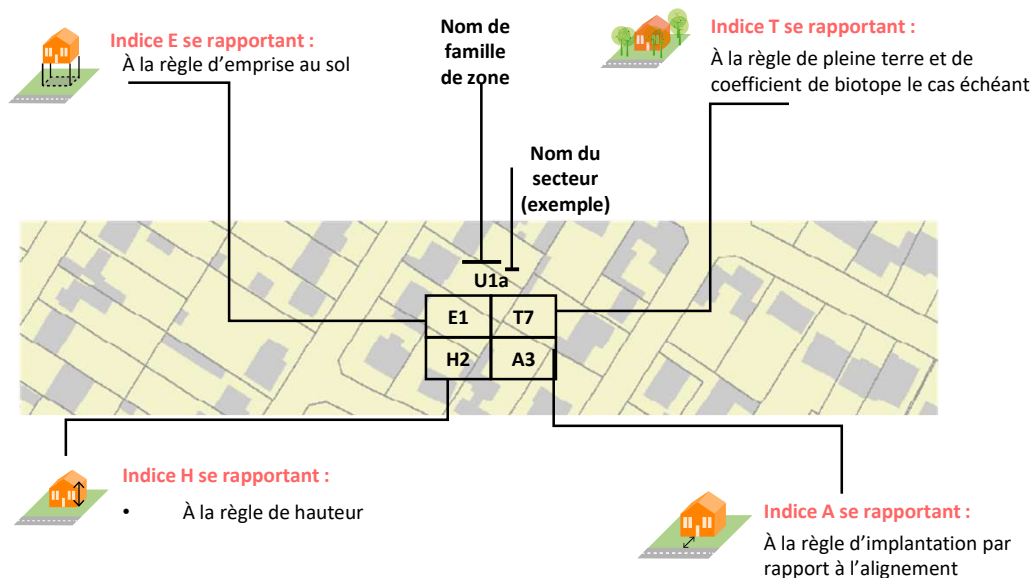 Indice E se rapportant :
À la règle d’emprise au sol
Nom de
famille
de zone
Indice T se rapportant :
À la règle de pleine terre et de
coefficient de biotope le cas échéant
Nom du
secteur
(exemple)
U1a
E1 T7
H2 A3
Indice H se rapportant :
• À la règle de hauteur
Indice A se rapportant :
À la règle d’implantation par
rapport à l’alignement